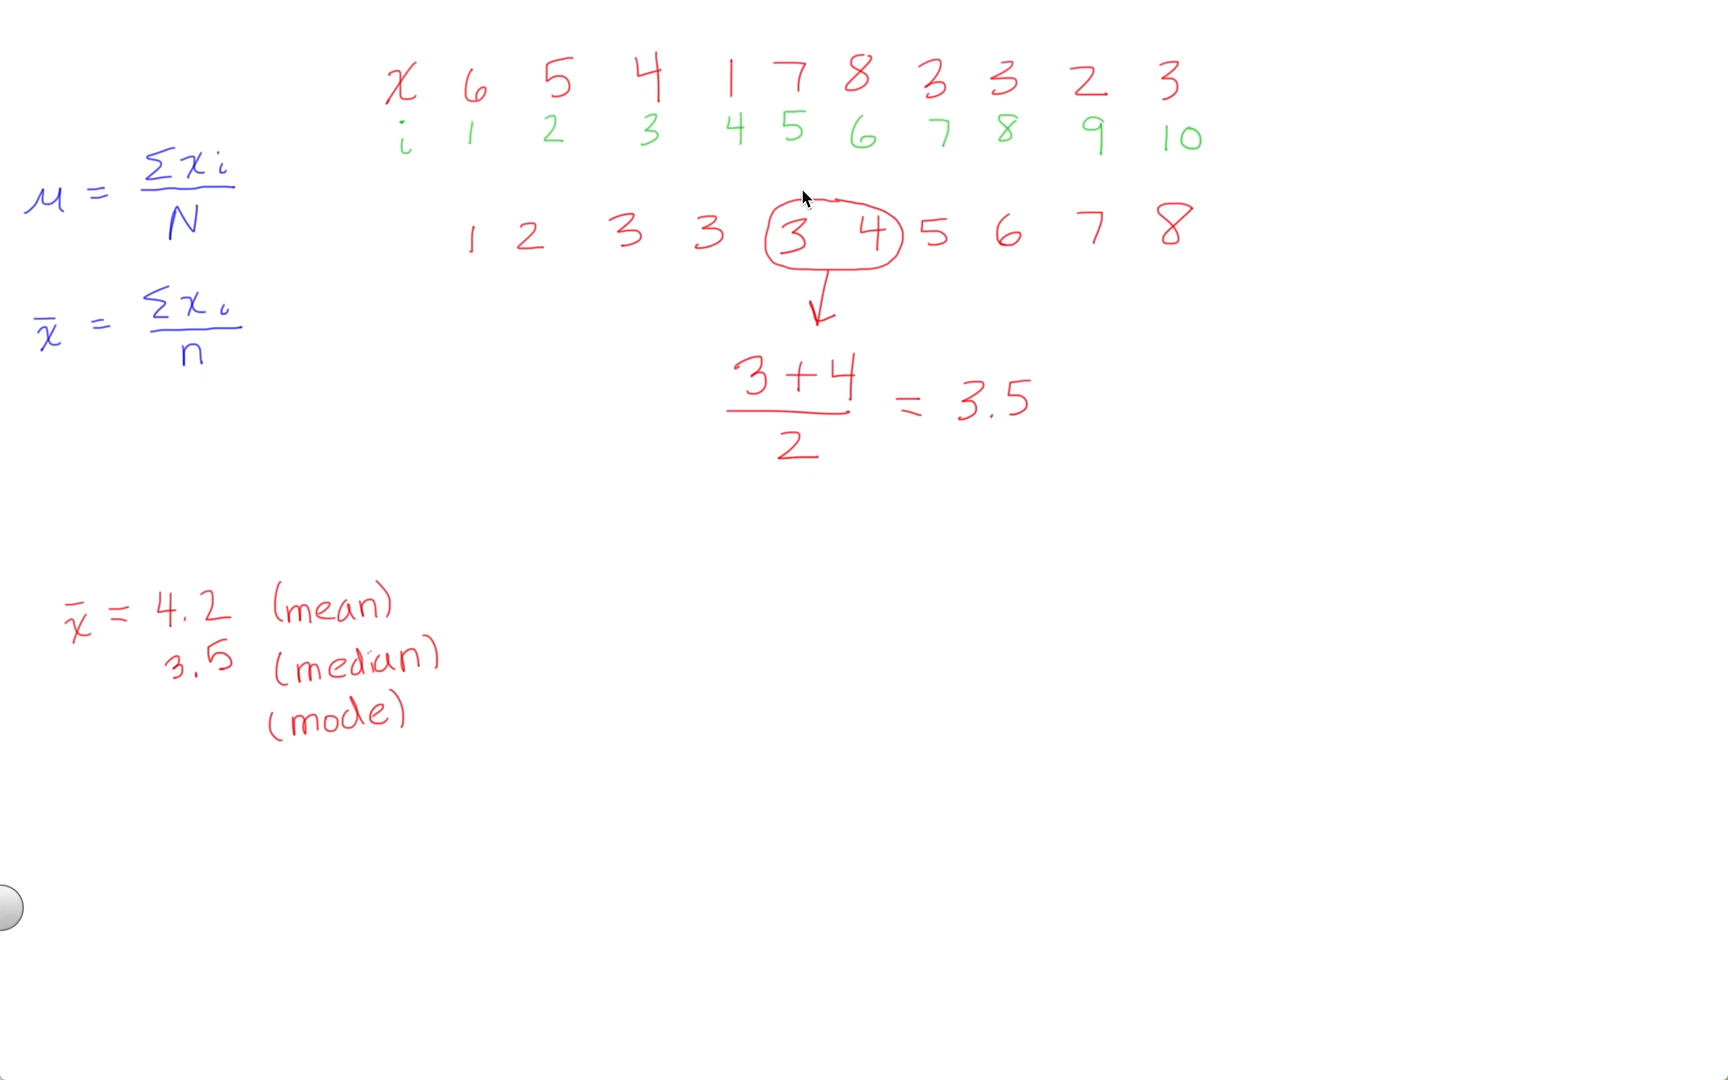 x 6 5 4 1 7 8 3 3 2 3
i 1 2 3 4 5 6 7 8 9 10
μ = Σxi
N
1 2 3 3 3 4 5 6 7 8
x̄ = Σxi
n
3+4
2
= 3.5
x̄ = 4.2 (mean)
3.5 (median)
(mode)